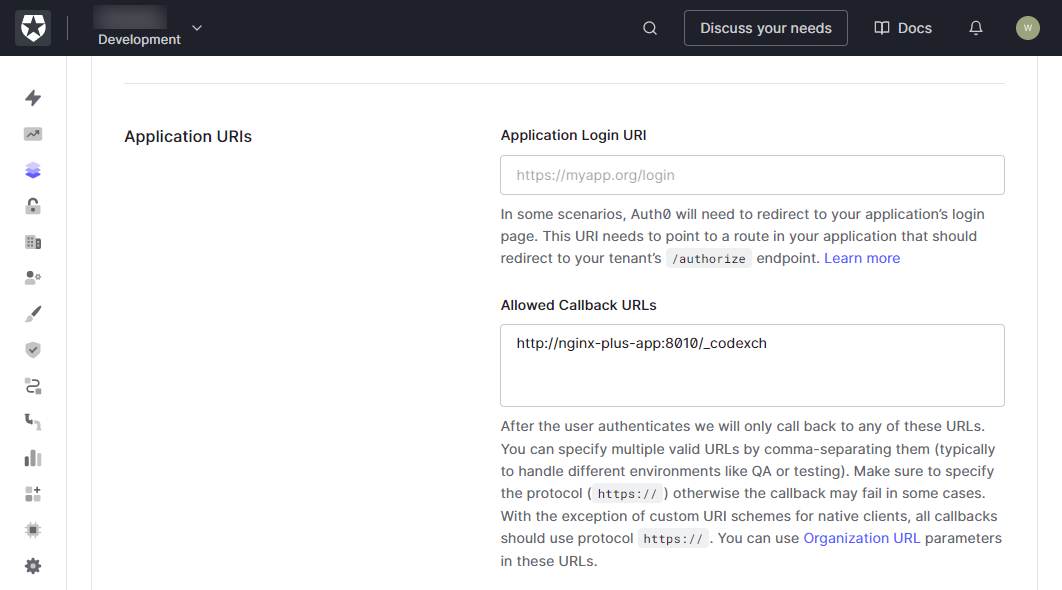 Development
Discuss your needs
Docs
W
Application URIs
Application Login URI
https://myapp.org/login
In some scenarios, Auth0 will need to redirect to your application’s login
page. This URI needs to point to a route in your application that should
redirect to your tenant’s /authorize endpoint. Learn more
Allowed Callback URLs
http://nginx-plus-app:8010/_codexch
After the user authenticates we will only call back to any of these URLs.
You can specify multiple valid URLs by comma-separating them (typically
to handle different environments like QA or testing). Make sure to specify
the protocol (https://) otherwise the callback may fail in some cases.
With the exception of custom URI schemes for native clients, all callbacks
should use protocol https://. You can use Organization URL parameters
in these URLs.